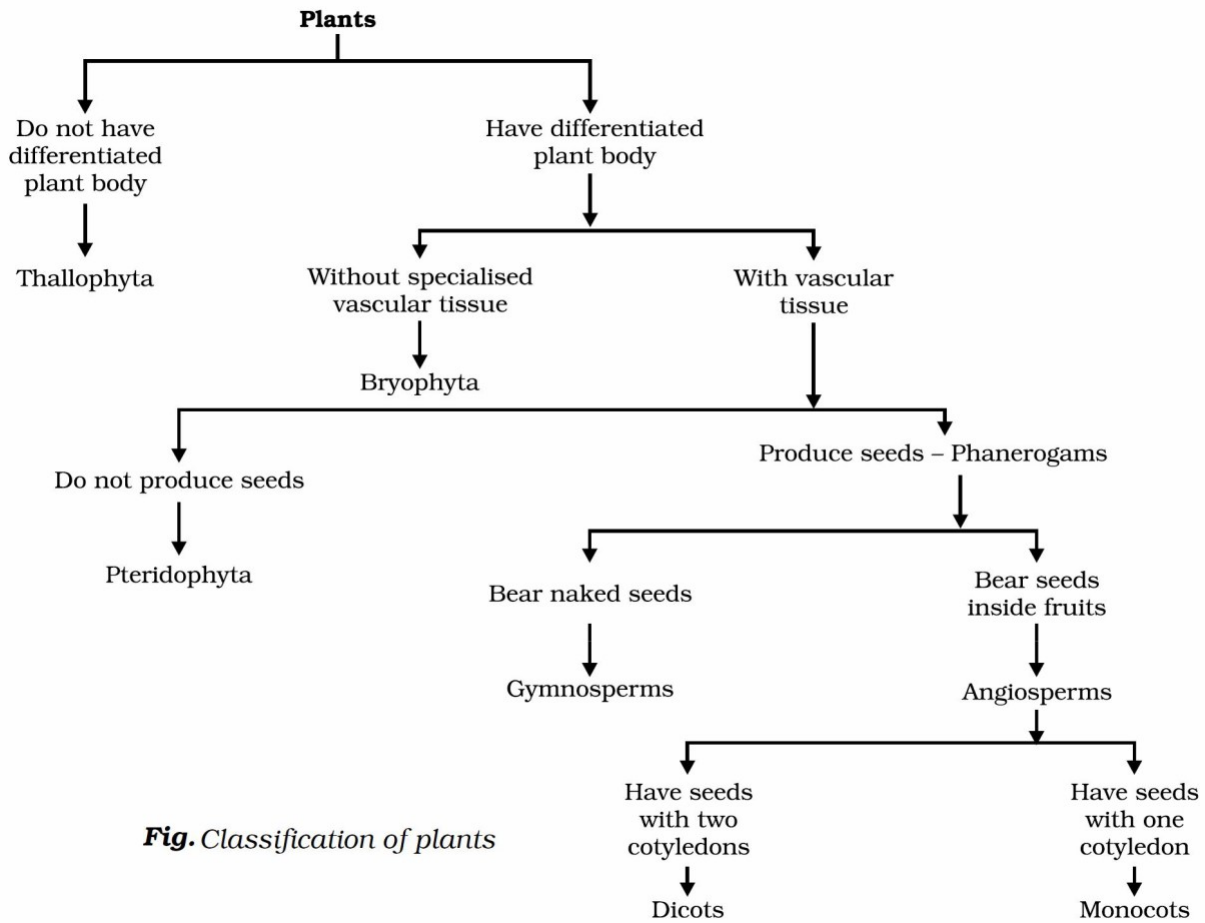 Plants
Do not have
differentiated
plant body
Have differentiated
plant body
Thallophyta
Without specialised
vascular tissue
With vascular
tissue
Bryophyta
Do not produce seeds
Produce seeds – Phanerogams
Pteridophyta
Bear naked seeds
Bear seeds
inside fruits
Gymnosperms
Angiosperms
Have seeds
with two
cotyledons
Have seeds
with one
cotyledon
Dicots
Monocots
Fig. Classification of plants